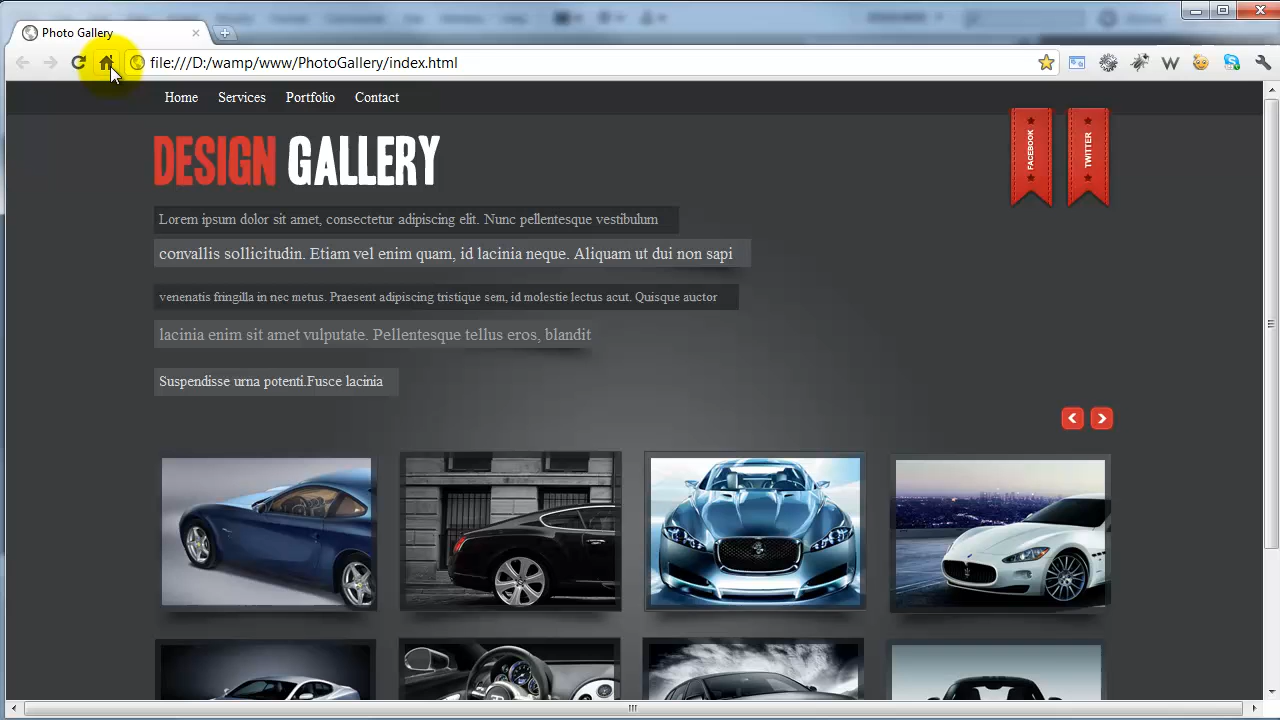 Photo Gallery
file:///D:/wamp/www/PhotoGallery/index.html
Home Services Portfolio Contact
DESIGN GALLERY
FACEBOOK
TWITTER
Lorem ipsum dolor sit amet, consectetur adipiscing elit. Nunc pellentesque vestibulum
convallis sollicitudin. Etiam vel enim quam, id lacinia neque. Aliquam ut dui non sapi
venenatis fringilla in nec metus. Praesent adipiscing tristique sem, id molestie lectus acut. Quisque auctor
lacinia enim sit amet vulputate. Pellentesque tellus eros, blandit
Suspendisse urna potenti.Fusce lacinia